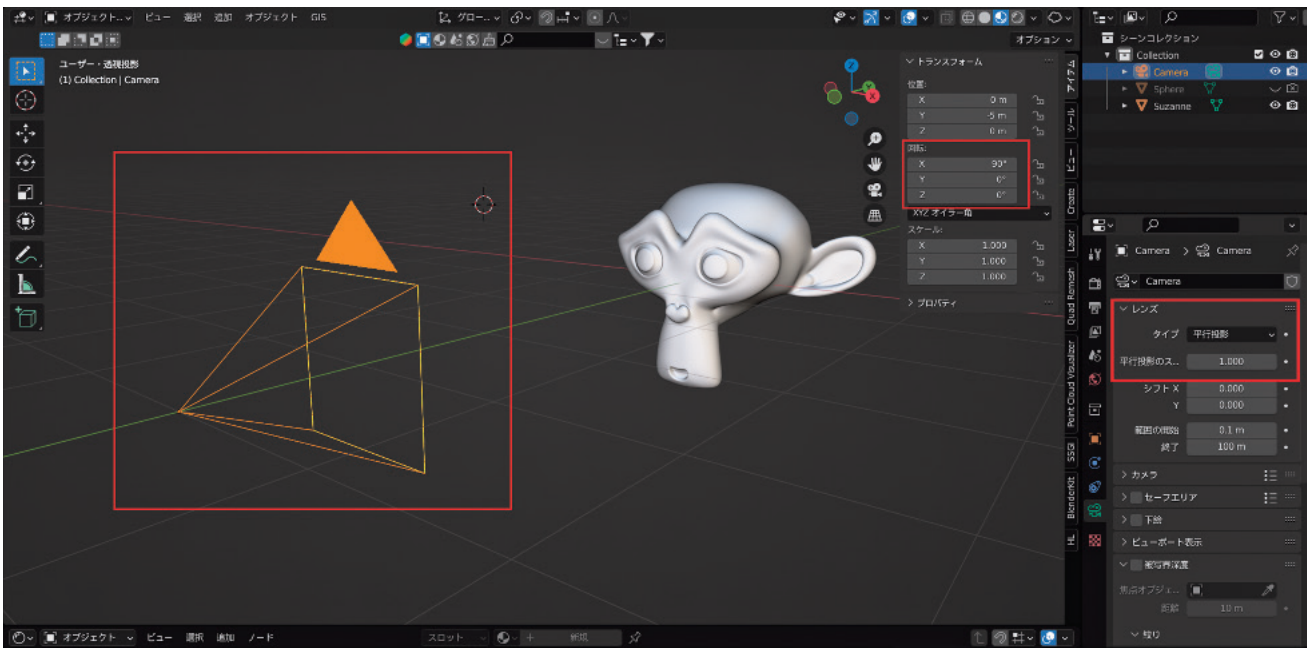 オブジェクト.. ビュー 選択 追加 オブジェクト GIS
グロー..
オプション
ユーザー・透視投影
(1) Collection | Camera
トランスフォーム
位置:
X 0 m
Y -5 m
Z 0 m
回転:
X 90°
Y 0°
Z 0°
XYZ オイラー角
スケール:
X 1.000
Y 1.000
Z 1.000
プロパティ
アイテム
ツール
ビュー
Create
Laser
Quad Remesh
Point Cloud Visualizer
SSGI
BlenderKit
HL
シーンコレクション
Collection
Camera
Sphere
Suzanne
Camera > Camera
Camera
レンズ
タイプ 平行投影
平行投影のス.. 1.000
シフト X 0.000
Y 0.000
範囲の開始 0.1 m
終了 100 m
カメラ
セーフエリア
下絵
ビューポート表示
被写界深度
焦点オブジェ...
距離 10 m
絞り
オブジェクト ビュー 選択 追加 ノード
スロット
新規